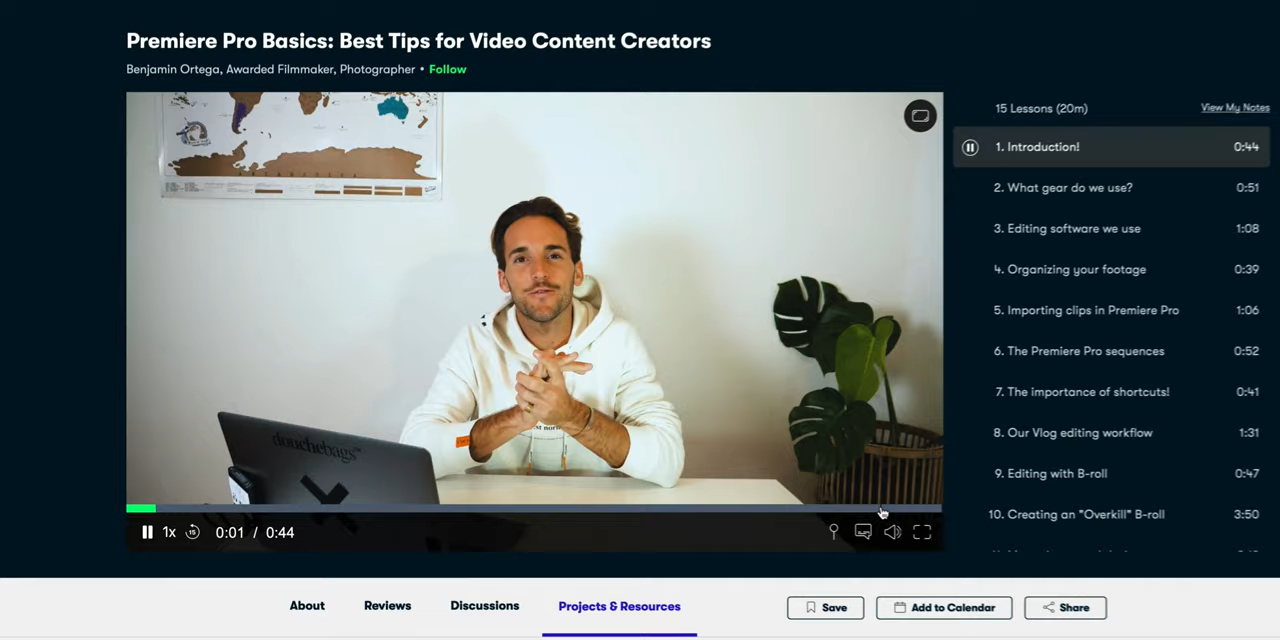 Premiere Pro Basics: Best Tips for Video Content Creators
Benjamin Ortega, Awarded Filmmaker, Photographer • Follow
15 Lessons (20m) View My Notes
1. Introduction! 0:44
2. What gear do we use? 0:51
3. Editing software we use 1:08
4. Organizing your footage 0:39
5. Importing clips in Premiere Pro 1:06
6. The Premiere Pro sequences 0:52
7. The importance of shortcuts! 0:41
8. Our Vlog editing workflow 1:31
9. Editing with B-roll 0:47
10. Creating an "Overkill" B-roll 3:50
douchebags
1x 15 0:01 / 0:44
About Reviews Discussions Projects & Resources Save Add to Calendar Share